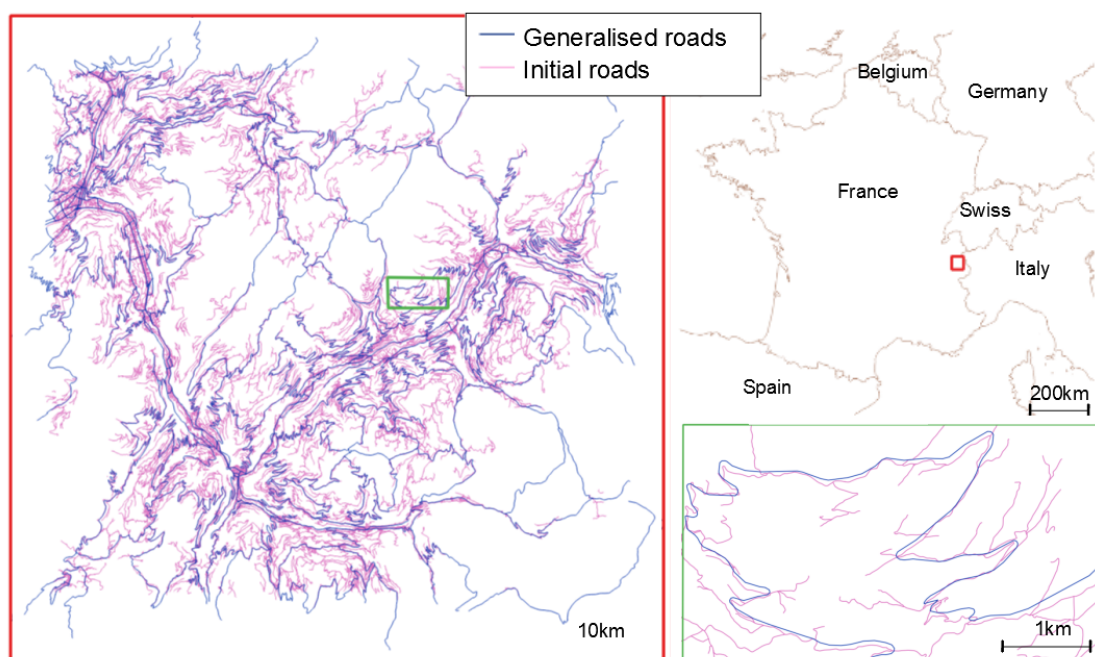 Generalised roads
Initial roads
Belgium
Germany
France
Swiss
Italy
Spain
200km
10km
1km